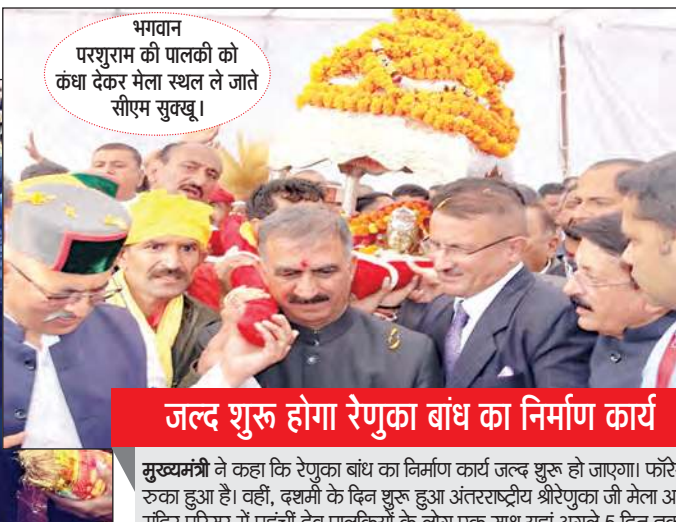 भगवान
परशुराम की पालकी को
कंधा देकर मेला स्थल ले जाते
सीएम सुक्खू।
जल्द शुरू होगा रेणुका बांध का निर्माण कार्य
मुख्यमंत्री ने कहा कि रेणुका बांध का निर्माण कार्य जल्द शुरू हो जाएगा। फॉरे
रुका हुआ है। वहीं, दशमी के दिन शुरू हुआ अंतरराष्ट्रीय श्रीरेणुका जी मेला अ